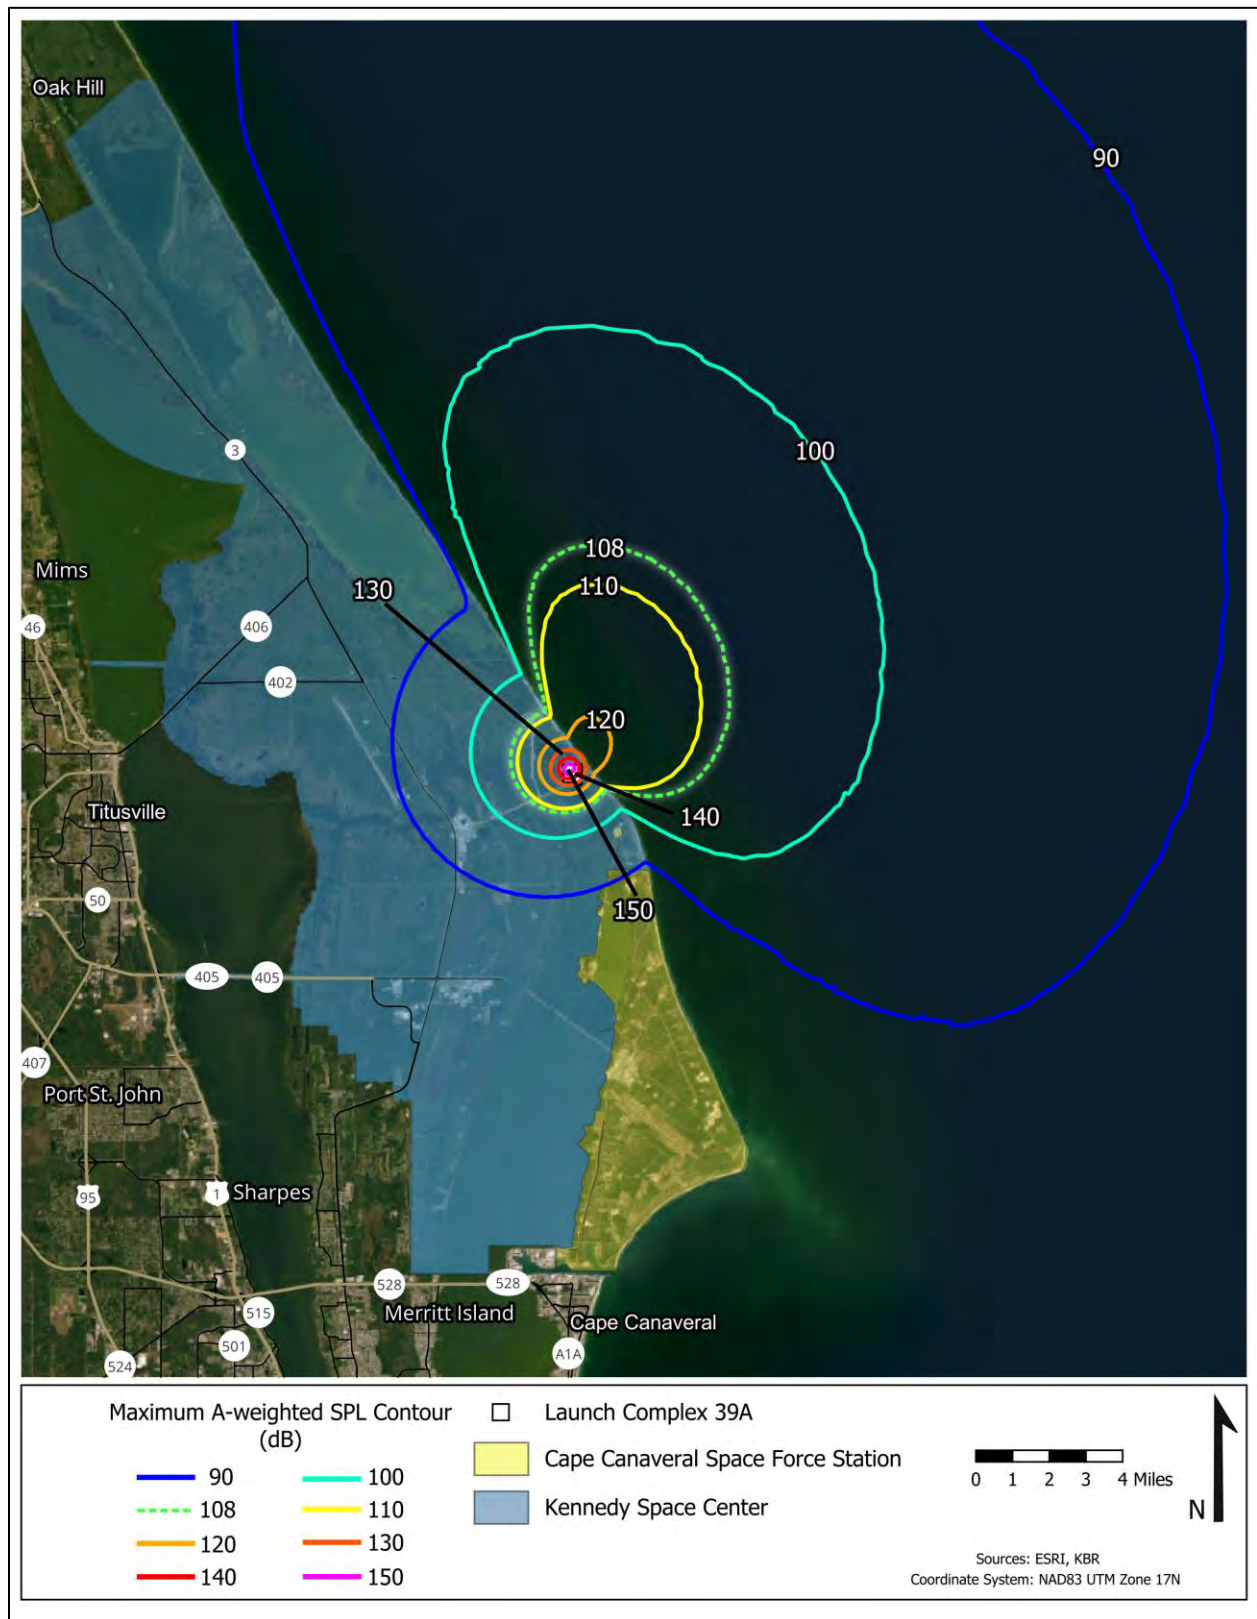 Oak Hill
90
3
100
108
Mims
110
130
46
406
402
120
Titusville
140
50
150
405
405
407
Port St. John
95
1
Sharpes
528
528
515
Merritt Island
Cape Canaveral
501
A1A
524
Maximum A-weighted SPL Contour
(dB)
90
100
108
110
120
130
140
150
Launch Complex 39A
Cape Canaveral Space Force Station
Kennedy Space Center
0 1 2 3 4 Miles
N
Sources: ESRI, KBR
Coordinate System: NAD83 UTM Zone 17N